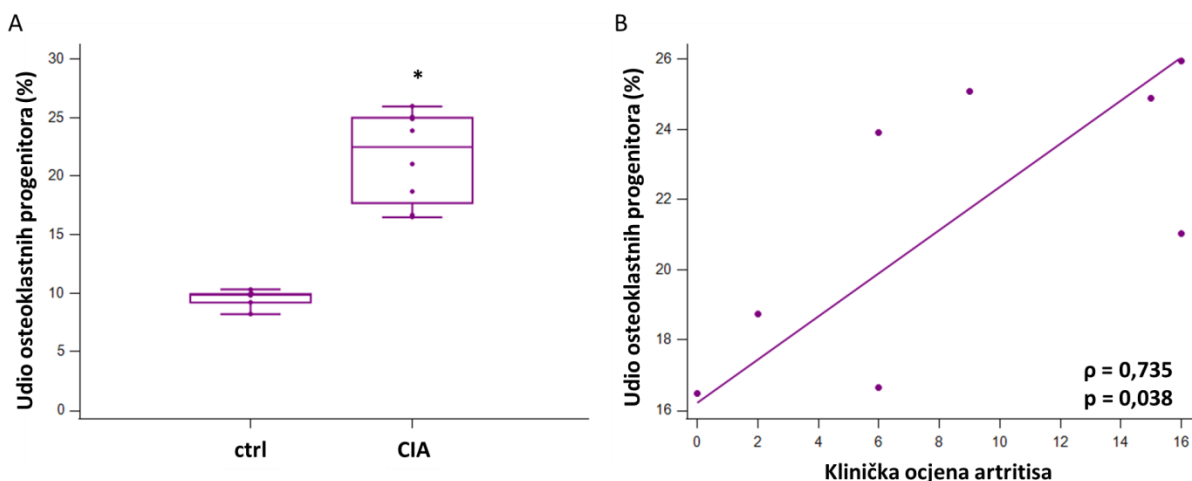 A
Udio osteoklastnih progenitora (%)
30
25
20
15
10
5
0
*
ctrl
CIA
B
Udio osteoklastnih progenitora (%)
26
24
22
20
18
16
ρ = 0,735
p = 0,038
0 2 4 6 8 10 12 14 16
Klinička ocjena artritisa